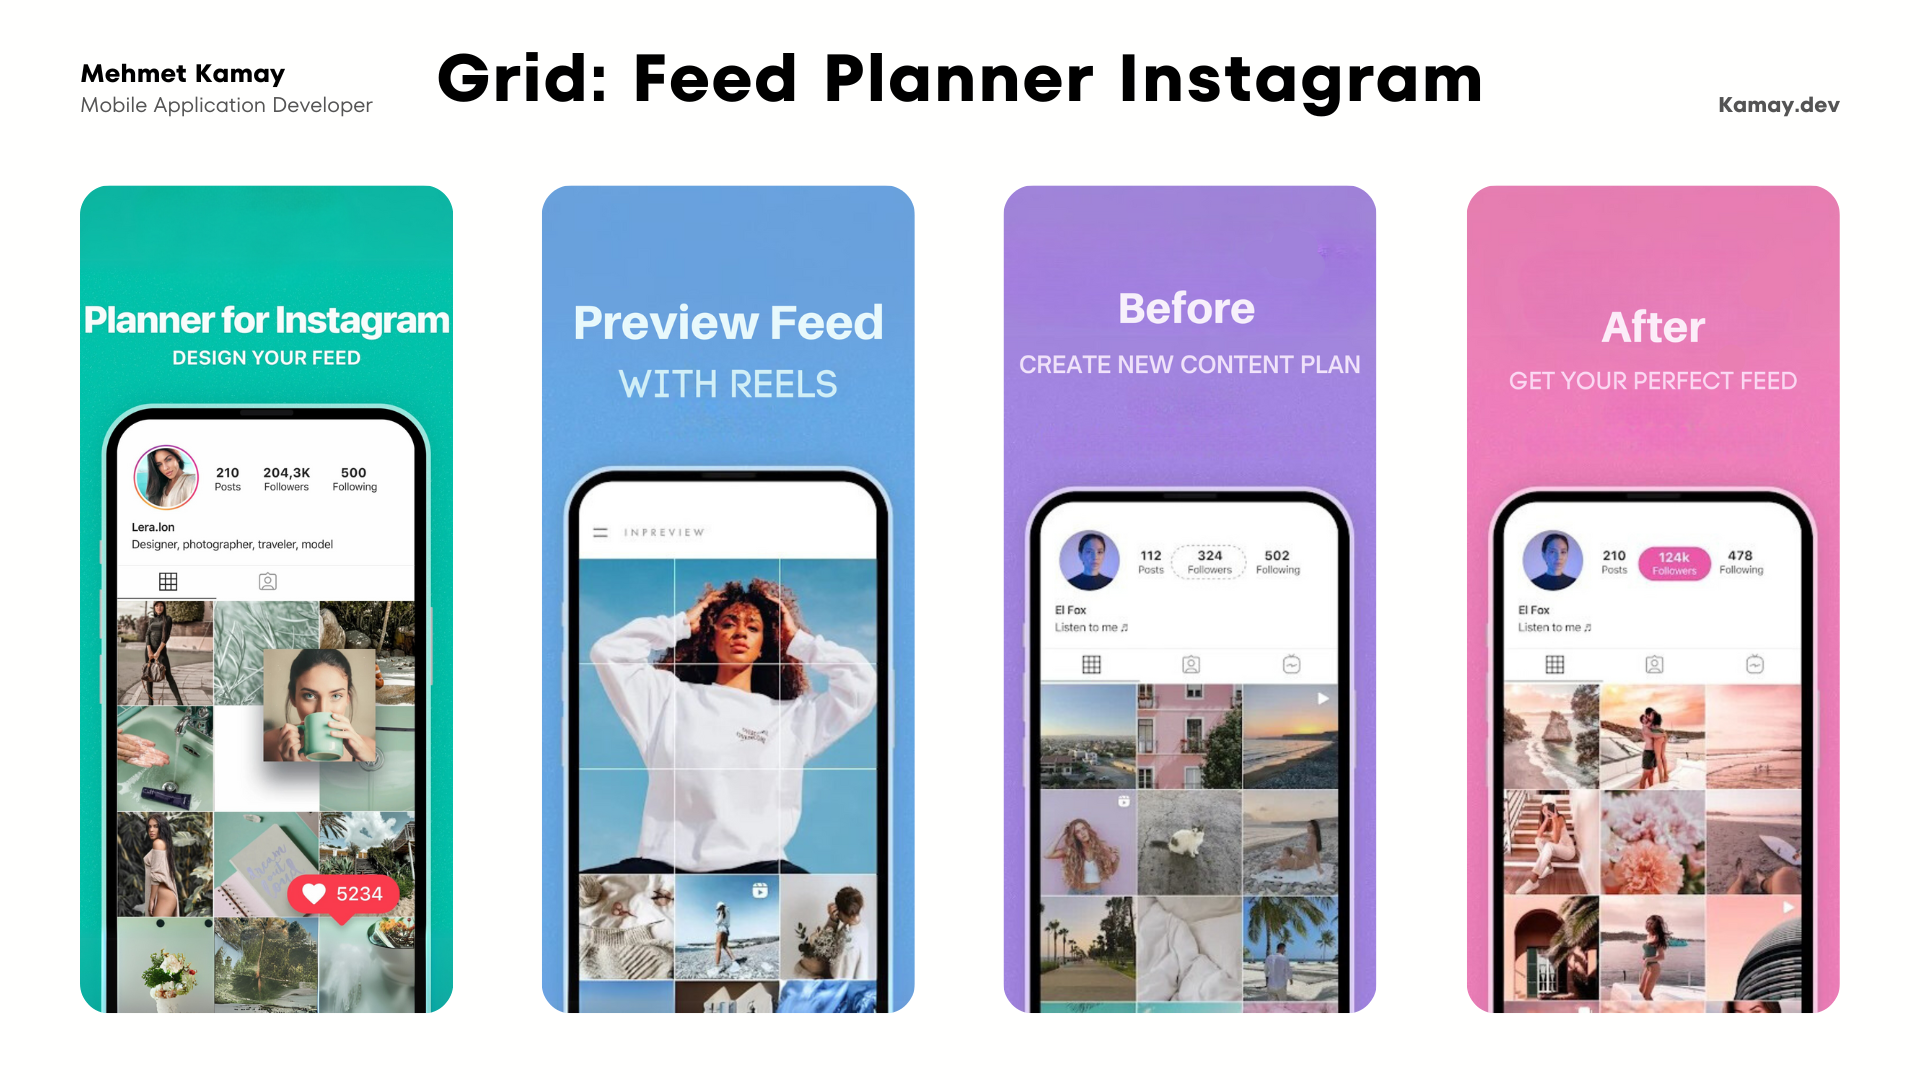 Mehmet Kamay
Mobile Application Developer
Grid: Feed Planner Instagram
Kamay.dev
Planner for Instagram
DESIGN YOUR FEED
210 204,3K 500
Posts Followers Following
Lera.lon
Designer, photographer, traveler, model
5234
Preview Feed
WITH REELS
INPREVIEW
Before
CREATE NEW CONTENT PLAN
112 324 502
Posts Followers Following
El Fox
Listen to me ♬
After
GET YOUR PERFECT FEED
210 124k 478
Posts Followers Following
El Fox
Listen to me ♬